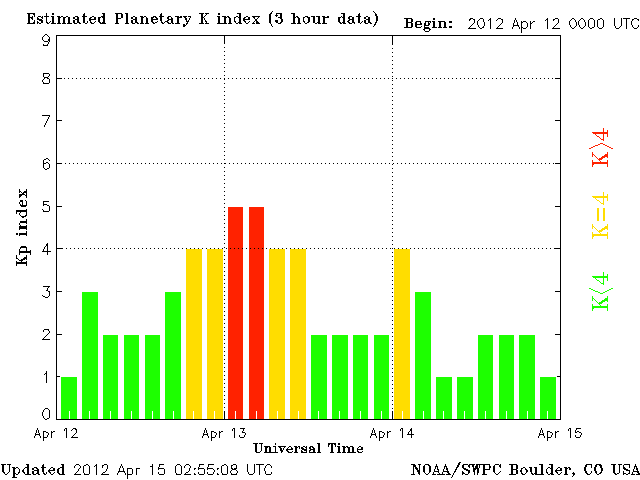 Estimated Planetary K index (3 hour data) Begin: 2012 Apr 12 0000 UTC
9
8
7
6
5
4
3
2
1
0
Kp index
K>4
K=4
K<4
Apr 12 Apr 13 Apr 14 Apr 15
Universal Time
Updated 2012 Apr 15 02:55:08 UTC NOAA/SWPC Boulder, CO USA